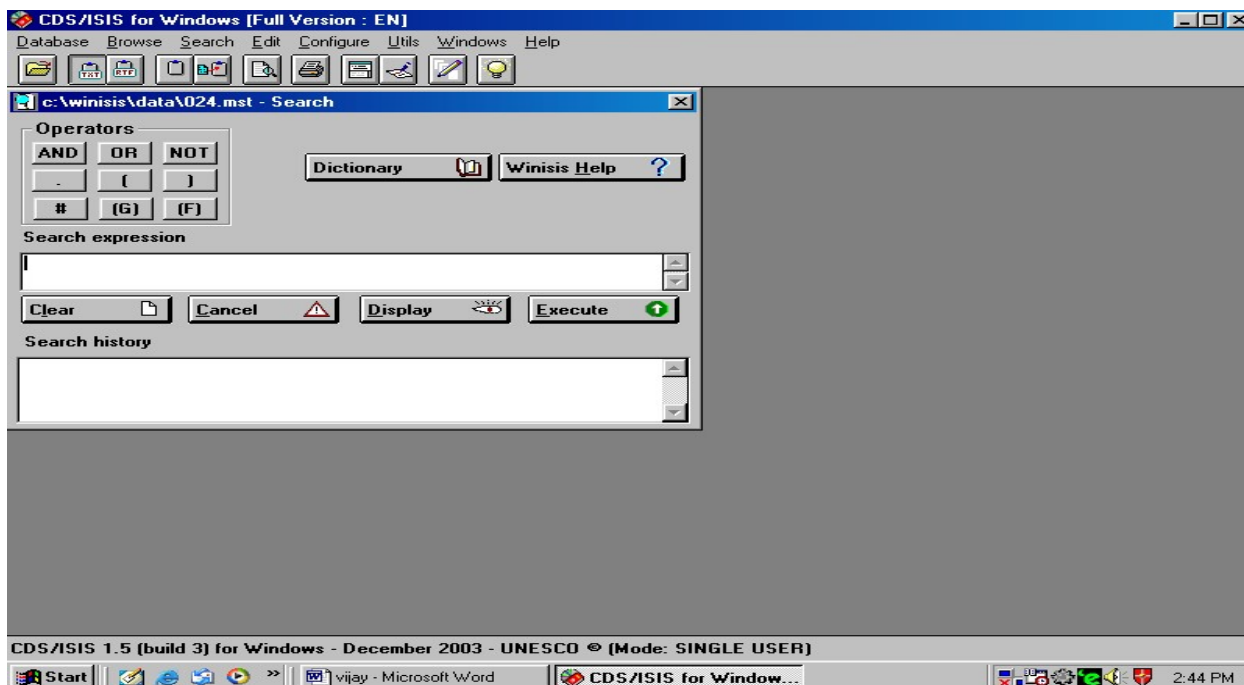 CDS/ISIS for Windows [Full Version : EN]
Database Browse Search Edit Configure Utils Windows Help
TXT RTF
c:\winisis\data\024.mst - Search
Operators
AND OR NOT
. ( )
# (G) (F)
Dictionary Winisis Help ?
Search expression
Clear Cancel Display Execute
Search history
CDS/ISIS 1.5 (build 3) for Windows - December 2003 - UNESCO © (Mode: SINGLE USER)
Start » vijay - Microsoft Word CDS/ISIS for Window... 2:44 PM